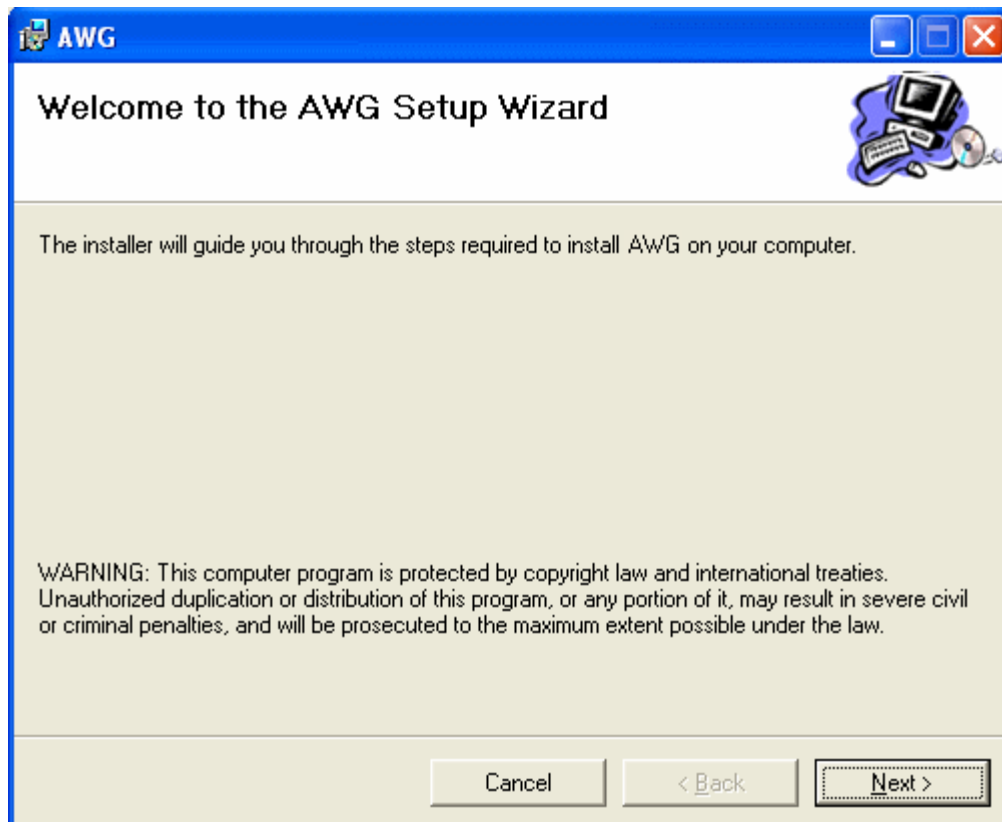 AWG
Welcome to the AWG Setup Wizard
The installer will guide you through the steps required to install AWG on your computer.
WARNING: This computer program is protected by copyright law and international treaties.
Unauthorized duplication or distribution of this program, or any portion of it, may result in severe civil
or criminal penalties, and will be prosecuted to the maximum extent possible under the law.
Cancel
< Back
Next >